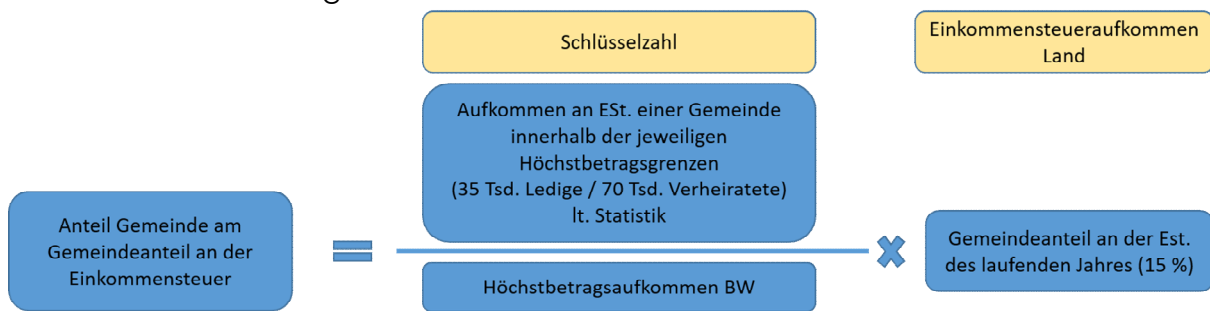 Schlüsselzahl
Einkommensteueraufkommen
Land
Aufkommen an ESt. einer Gemeinde
innerhalb der jeweiligen
Höchstbetragsgrenzen
(35 Tsd. Ledige / 70 Tsd. Verheiratete)
lt. Statistik
Anteil Gemeinde am
Gemeindeanteil an der
Einkommensteuer
=
×
Gemeindeanteil an der Est.
des laufenden Jahres (15 %)
Höchstbetragsaufkommen BW